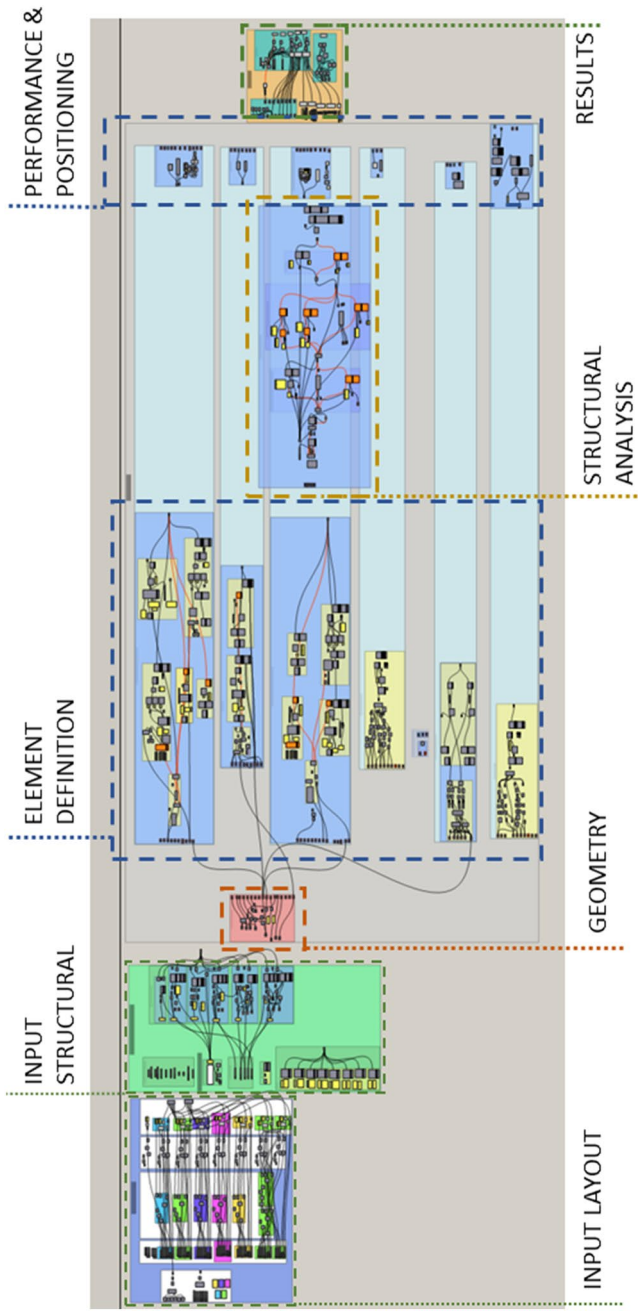 INPUT LAYOUT
INPUT
STRUCTURAL
GEOMETRY
ELEMENT
DEFINITION
STRUCTURAL
ANALYSIS
PERFORMANCE &
POSITIONING
RESULTS